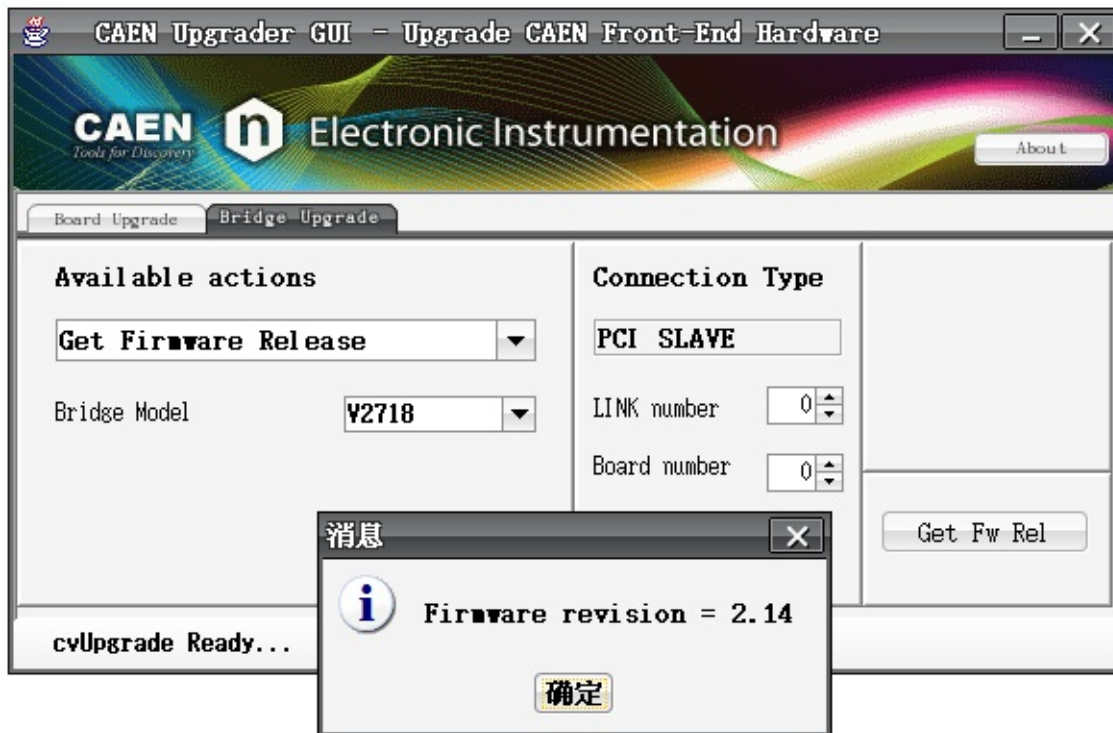 CAEN Upgrader GUI - Upgrade CAEN Front-End Hardware
CAEN n Electronic Instrumentation
Tools for Discovery
About
Board Upgrade
Bridge Upgrade
Available actions
Get Firmware Release
Bridge Model
V2718
Connection Type
PCI SLAVE
LINK number
0
Board number
0
Get Fw Rel
消息
Firmware revision = 2.14
确定
cvUpgrade Ready...